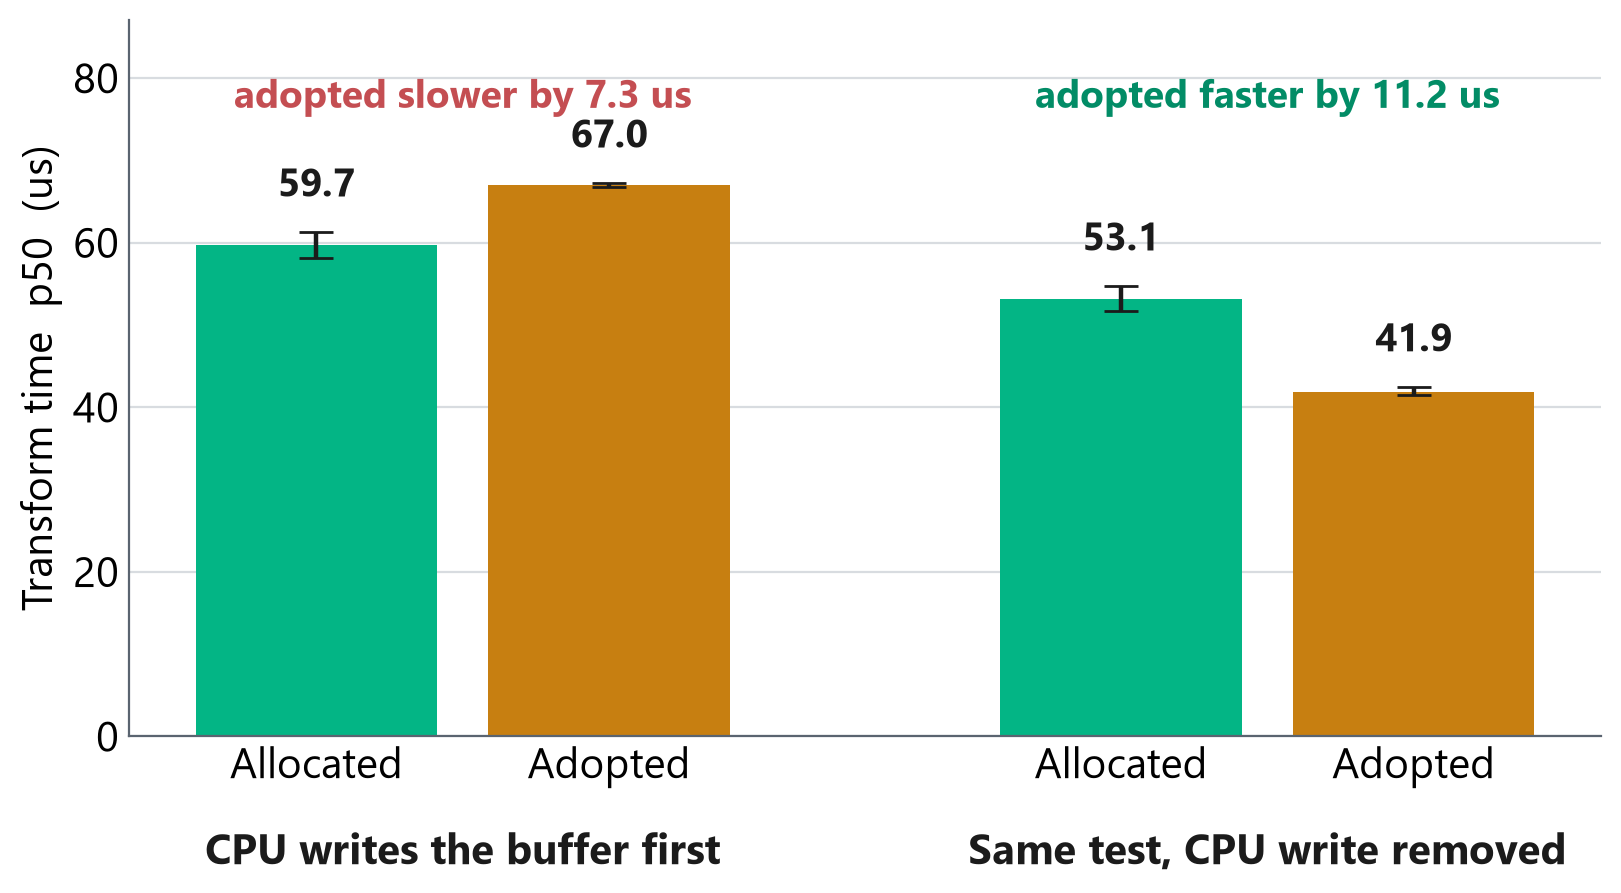 Transform time p50 (us)
80
60
40
20
0
adopted slower by 7.3 us
59.7
67.0
Allocated
Adopted
CPU writes the buffer first
adopted faster by 11.2 us
53.1
41.9
Allocated
Adopted
Same test, CPU write removed